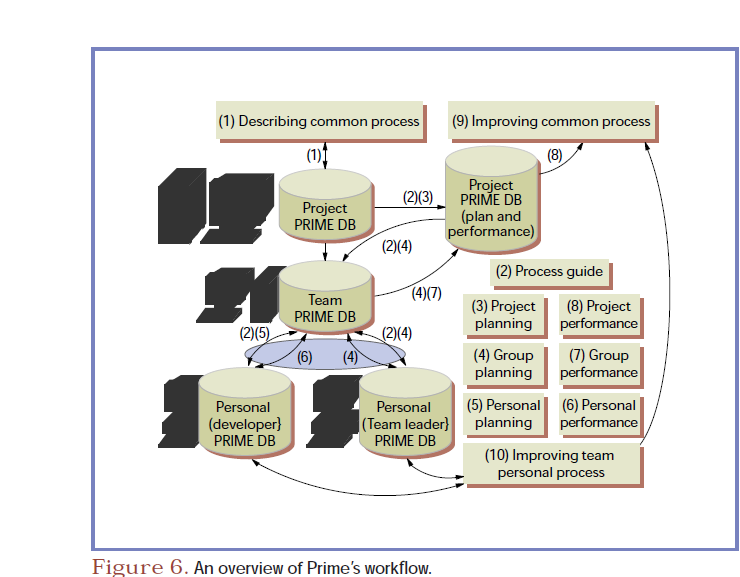 (1) Describing common process
(9) Improving common process
(1)
(8)
Project
PRIME DB
(2)(3)
Project
PRIME DB
(plan and
performance)
(2)(4)
(2) Process guide
Team
PRIME DB
(4)(7)
(3) Project
planning
(8) Project
performance
(2)(5)
(2)(4)
(6)
(4)
(4) Group
planning
(7) Group
performance
Personal
(developer}
PRIME DB
Personal
(Team leader}
PRIME DB
(5) Personal
planning
(6) Personal
performance
(10) Improving team
personal process
Figure 6. An overview of Prime's workflow.